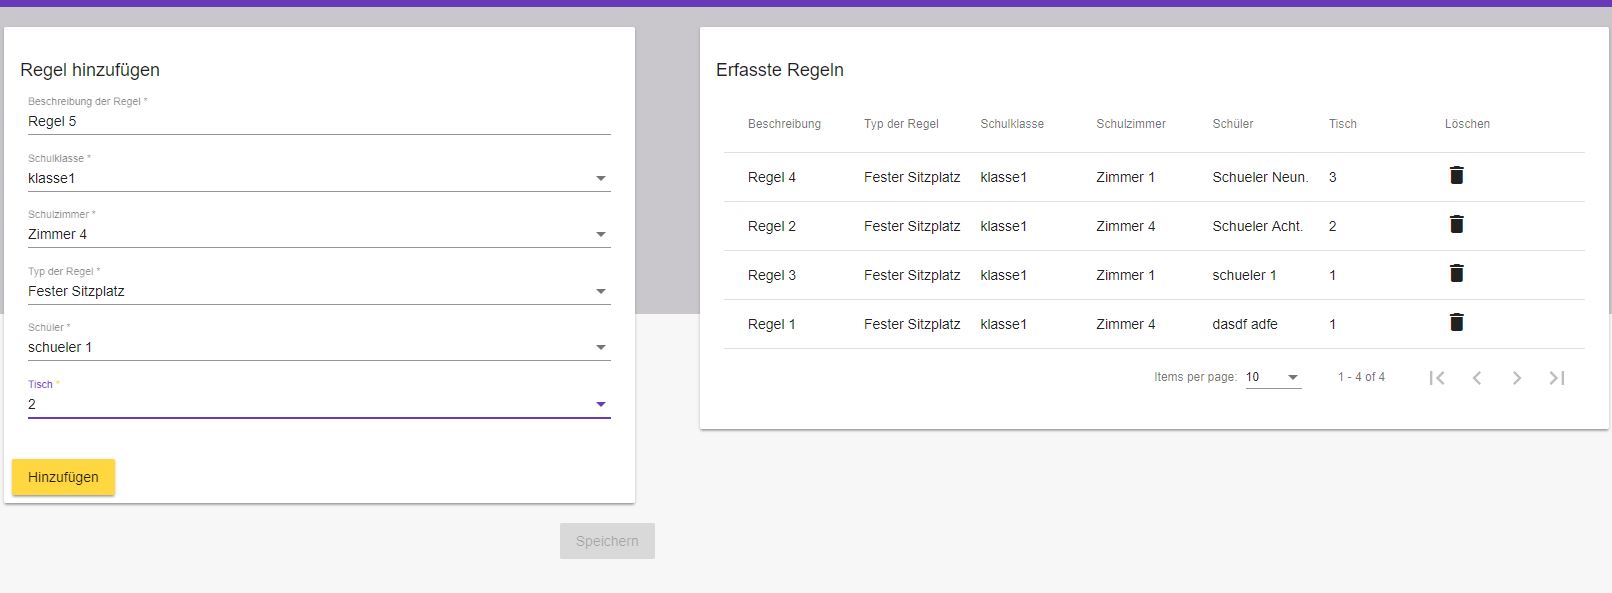 Regel hinzufügen
Beschreibung der Regel *
Regel 5
Schulklasse *
klasse1
Schulzimmer *
Zimmer 4
Typ der Regel *
Fester Sitzplatz
Schüler *
schueler 1
Tisch *
2
Hinzufügen
Speichern
Erfasste Regeln
Beschreibung Typ der Regel Schulklasse Schulzimmer Schüler Tisch Löschen
Regel 4 Fester Sitzplatz klasse1 Zimmer 1 Schueler Neun. 3
Regel 2 Fester Sitzplatz klasse1 Zimmer 4 Schueler Acht. 2
Regel 3 Fester Sitzplatz klasse1 Zimmer 1 schueler 1 1
Regel 1 Fester Sitzplatz klasse1 Zimmer 4 dasdf adfe 1
Items per page: 10 1 - 4 of 4